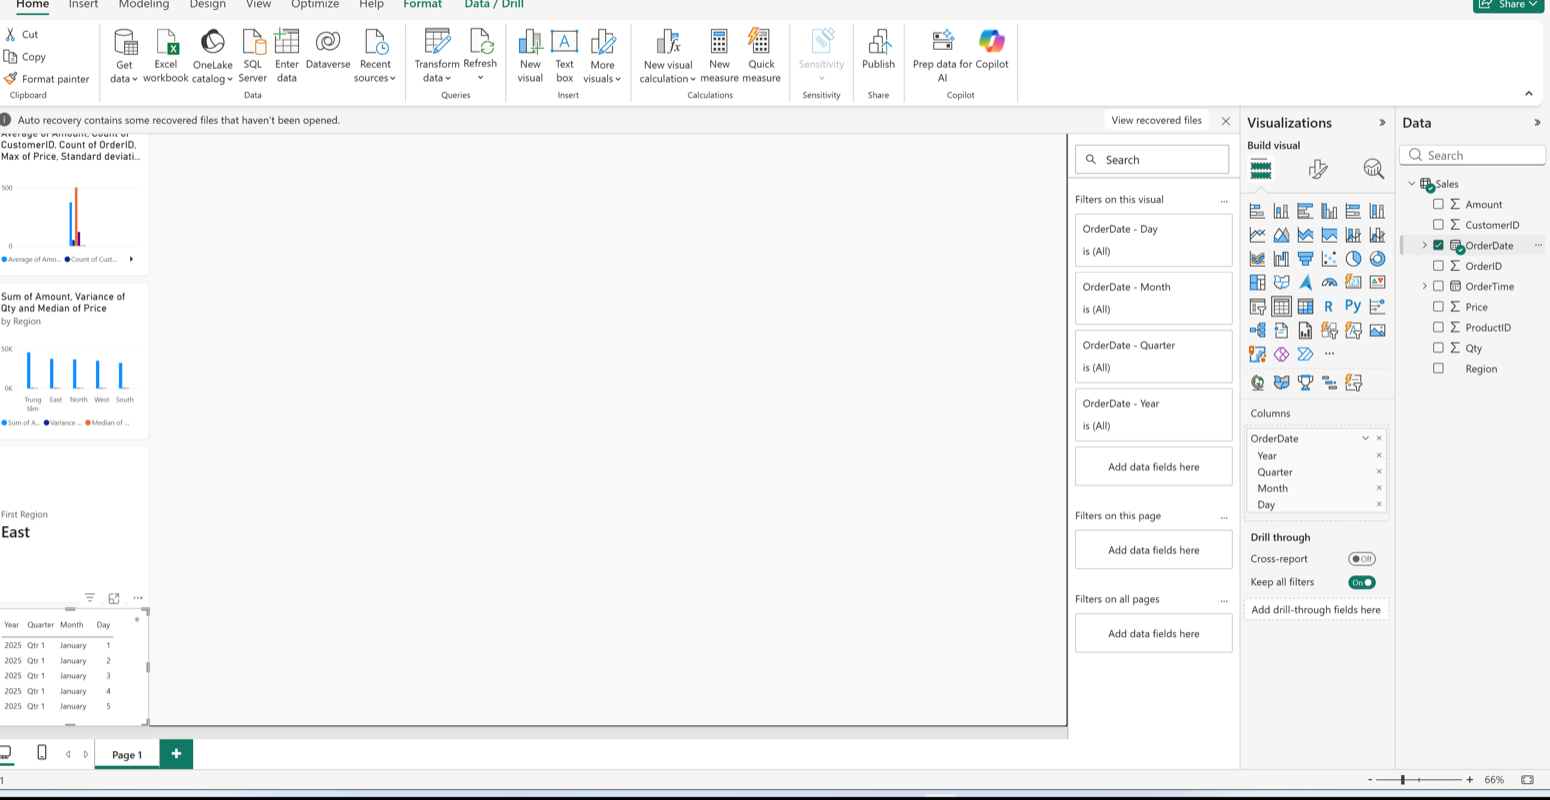 Home Insert Modeling Design View Optimize Help Format Data / Drill
Share
Cut
Copy
Format painter
Clipboard
Get data
Excel workbook
OneLake catalog
SQL Server
Enter data
Dataverse
Recent sources
Data
Transform data
Refresh
Queries
New visual
Text box
More visuals
Insert
New visual calculation
New measure
Quick measure
Calculations
Sensitivity
Sensitivity
Publish
Share
Prep data for AI
Copilot
Copilot
Auto recovery contains some recovered files that haven't been opened.
View recovered files
Average of Amount, Count of
CustomerID, Count of OrderID,
Max of Price, Standard deviati...
500
0
Average of Amo... Count of Cust...
Sum of Amount, Variance of
Qty and Median of Price
by Region
50K
0K
Trung tâm East North West South
Sum of A... Variance ... Median of ...
First Region
East
Year Quarter Month Day
2025 Qtr 1 January 1
2025 Qtr 1 January 2
2025 Qtr 1 January 3
2025 Qtr 1 January 4
2025 Qtr 1 January 5
Search
Filters on this visual ...
OrderDate - Day
is (All)
OrderDate - Month
is (All)
OrderDate - Quarter
is (All)
OrderDate - Year
is (All)
Add data fields here
Filters on this page ...
Add data fields here
Filters on all pages ...
Add data fields here
Visualizations
Build visual
R Py
...
Columns
OrderDate
Year
Quarter
Month
Day
Drill through
Cross-report Off
Keep all filters On
Add drill-through fields here
Data
Search
Sales
Amount
CustomerID
OrderDate
OrderID
OrderTime
Price
ProductID
Qty
Region
Page 1
+
1
- + 66%